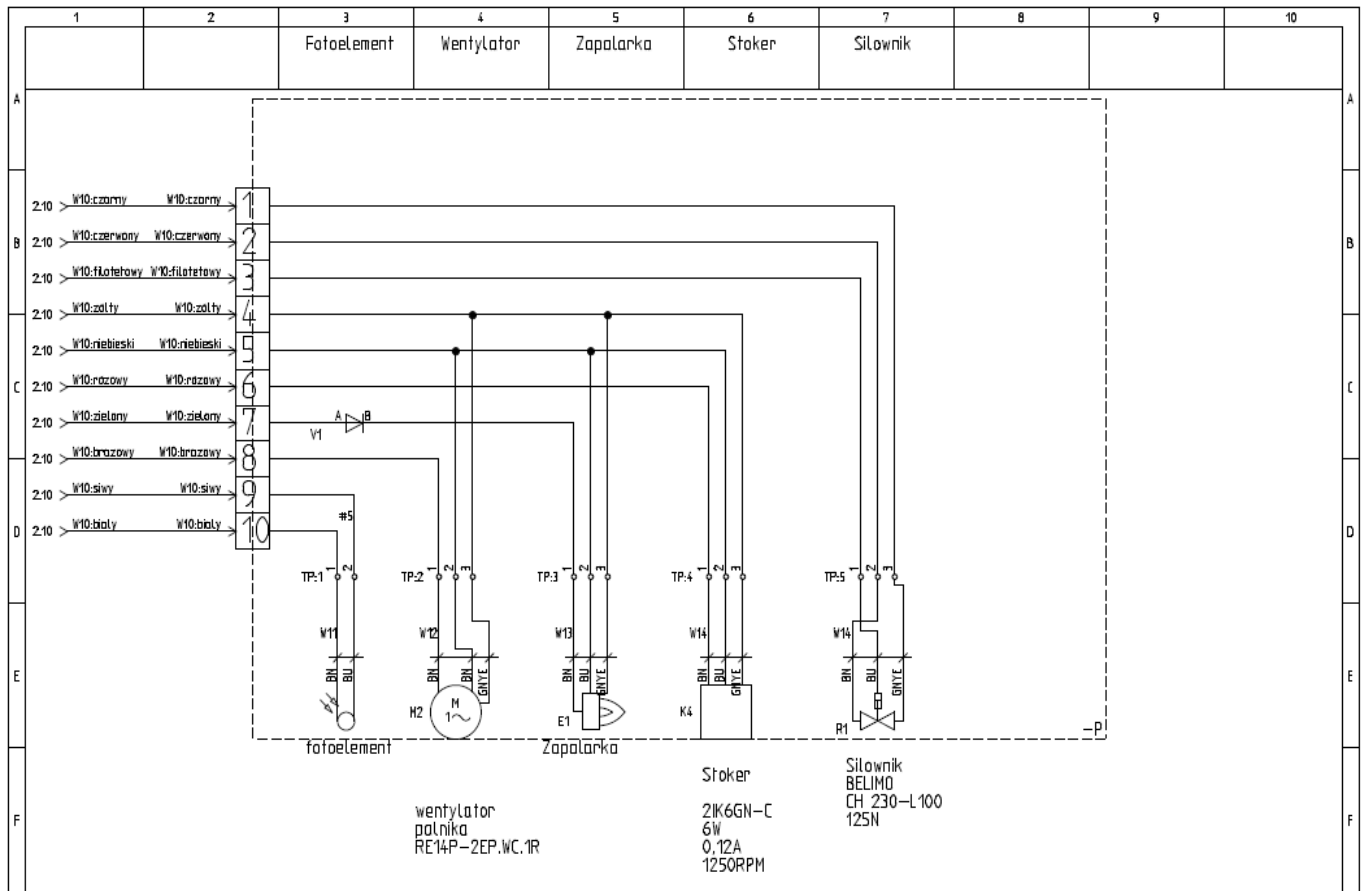 1 2 3 4 5 6 7 8 9 10
Fotoelement Wentylator Zapalarka Stoker Silownik
A A
2.10 W10:czarny W10:czarny 1
B 2.10 W10:czerwony W10:czerwony 2 B
2.10 W10:filotetowy W10:filotetowy 3
2.10 W10:zolty W10:zolty 4
2.10 W10:niebieski W10:niebieski 5
C 2.10 W10:rozowy W10:rozowy 6 C
2.10 W10:zielony W10:zielony 7 A B
V1
2.10 W10:brazowy W10:brazowy 8
2.10 W10:siwy W10:siwy 9
#5
D 2.10 W10:bialy W10:bialy 10 D
TP:1 1 2 TP:2 1 2 3 TP:3 1 2 3 TP:4 1 2 3 TP:5 1 2 3
W11 W12 W13 W14 W14
E BN BU BN BN GNYE BN BU GNYE BN BU GNYE BN BU GNYE E
M2 M 1~ E1 K4 R1 -P
fotoelement Zapalarka
Stoker
Silownik
BELIMO
CH 230-L100
125N
wentylator
palnika
RE14P-2EP.WC.1R
2IK6GN-C
6W
0,12A
1250RPM
F F